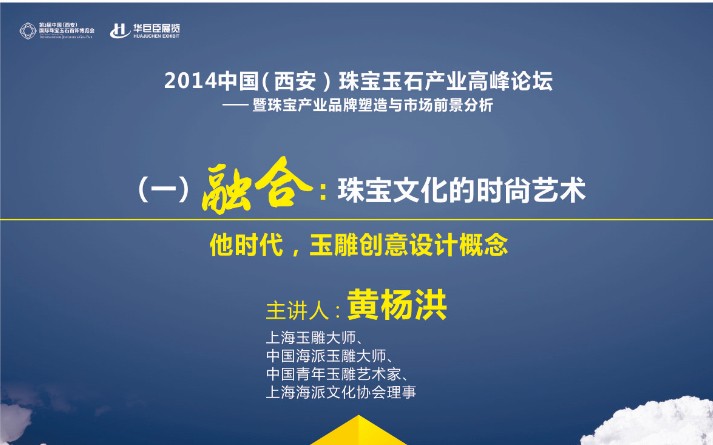 第3届中国(西安)
国际珠宝玉石首饰博览会
华巨臣展览
HUAJUCHEN EXHIBIT
2014中国(西安)珠宝玉石产业高峰论坛
—— 暨珠宝产业品牌塑造与市场前景分析
(一)融合:珠宝文化的时尚艺术
他时代,玉雕创意设计概念
主讲人:黄杨洪
上海玉雕大师、
中国海派玉雕大师、
中国青年玉雕艺术家、
上海海派文化协会理事